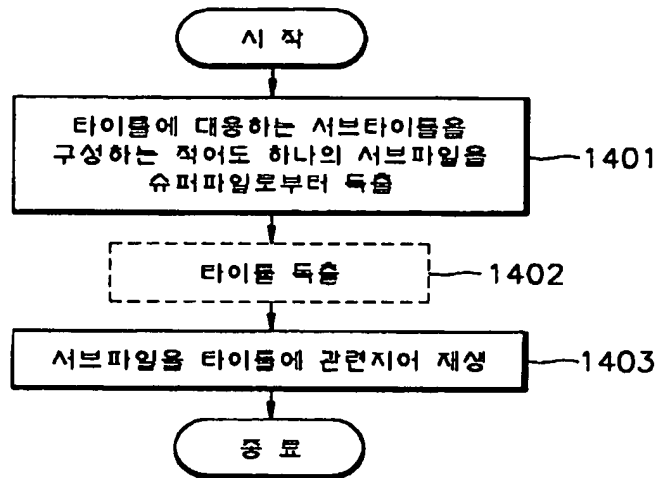 시 작
타이틀에 대응하는 서브타이틀을
구성하는 적어도 하나의 서브파일을
슈퍼파일로부터 독출
1401
타이틀 독출
1402
서브파일을 타이틀에 관련지어 재생
1403
종 료